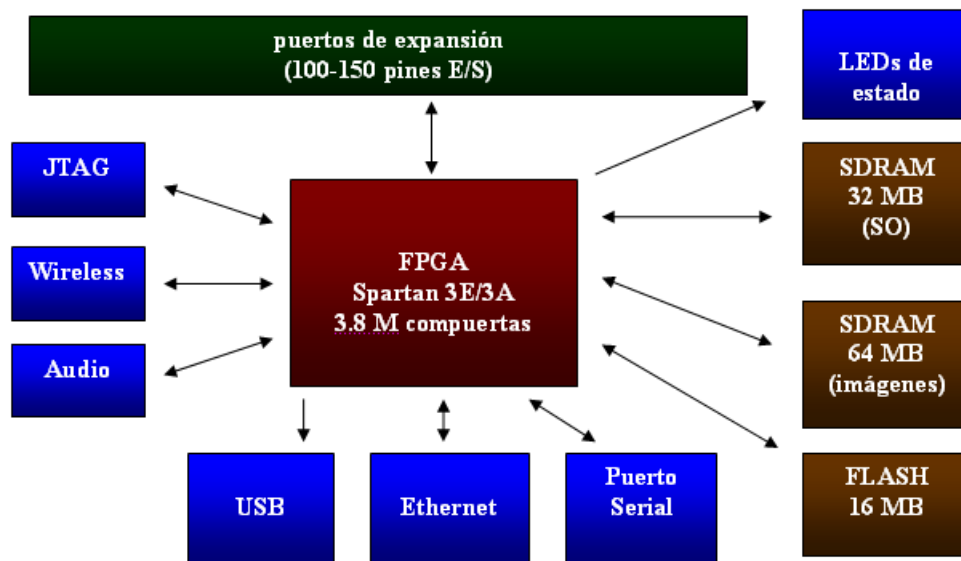 puertos de expansión
(100-150 pines E/S)
LEDs de
estado
JTAG
SDRAM
32 MB
(SO)
Wireless
FPGA
Spartan 3E/3A
3.8 M compuertas
Audio
SDRAM
64 MB
(imágenes)
USB
Ethernet
Puerto
Serial
FLASH
16 MB